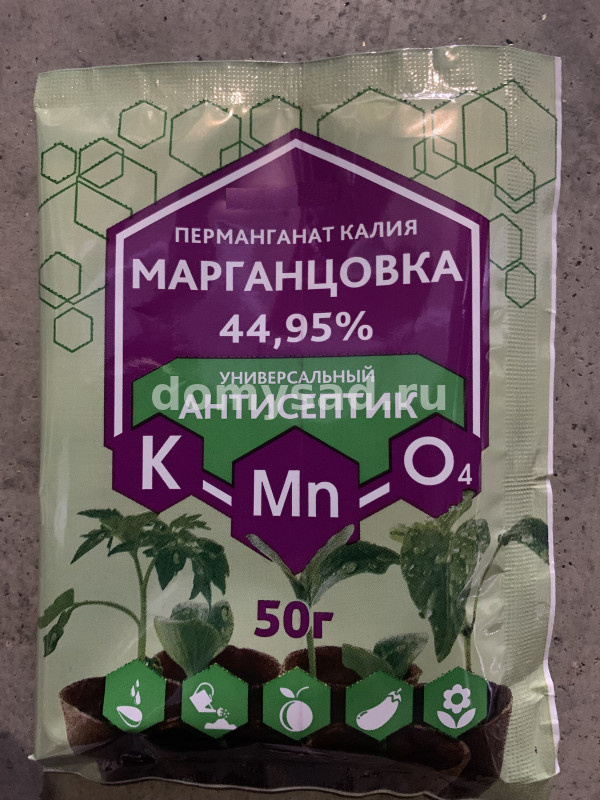 ПЕРМАНГАНАТ КАЛИЯ
МАРГАНЦОВКА
44,95%
УНИВЕРСАЛЬНЫЙ
АНТИСЕПТИК
domysad.ru
K Mn O4
50г